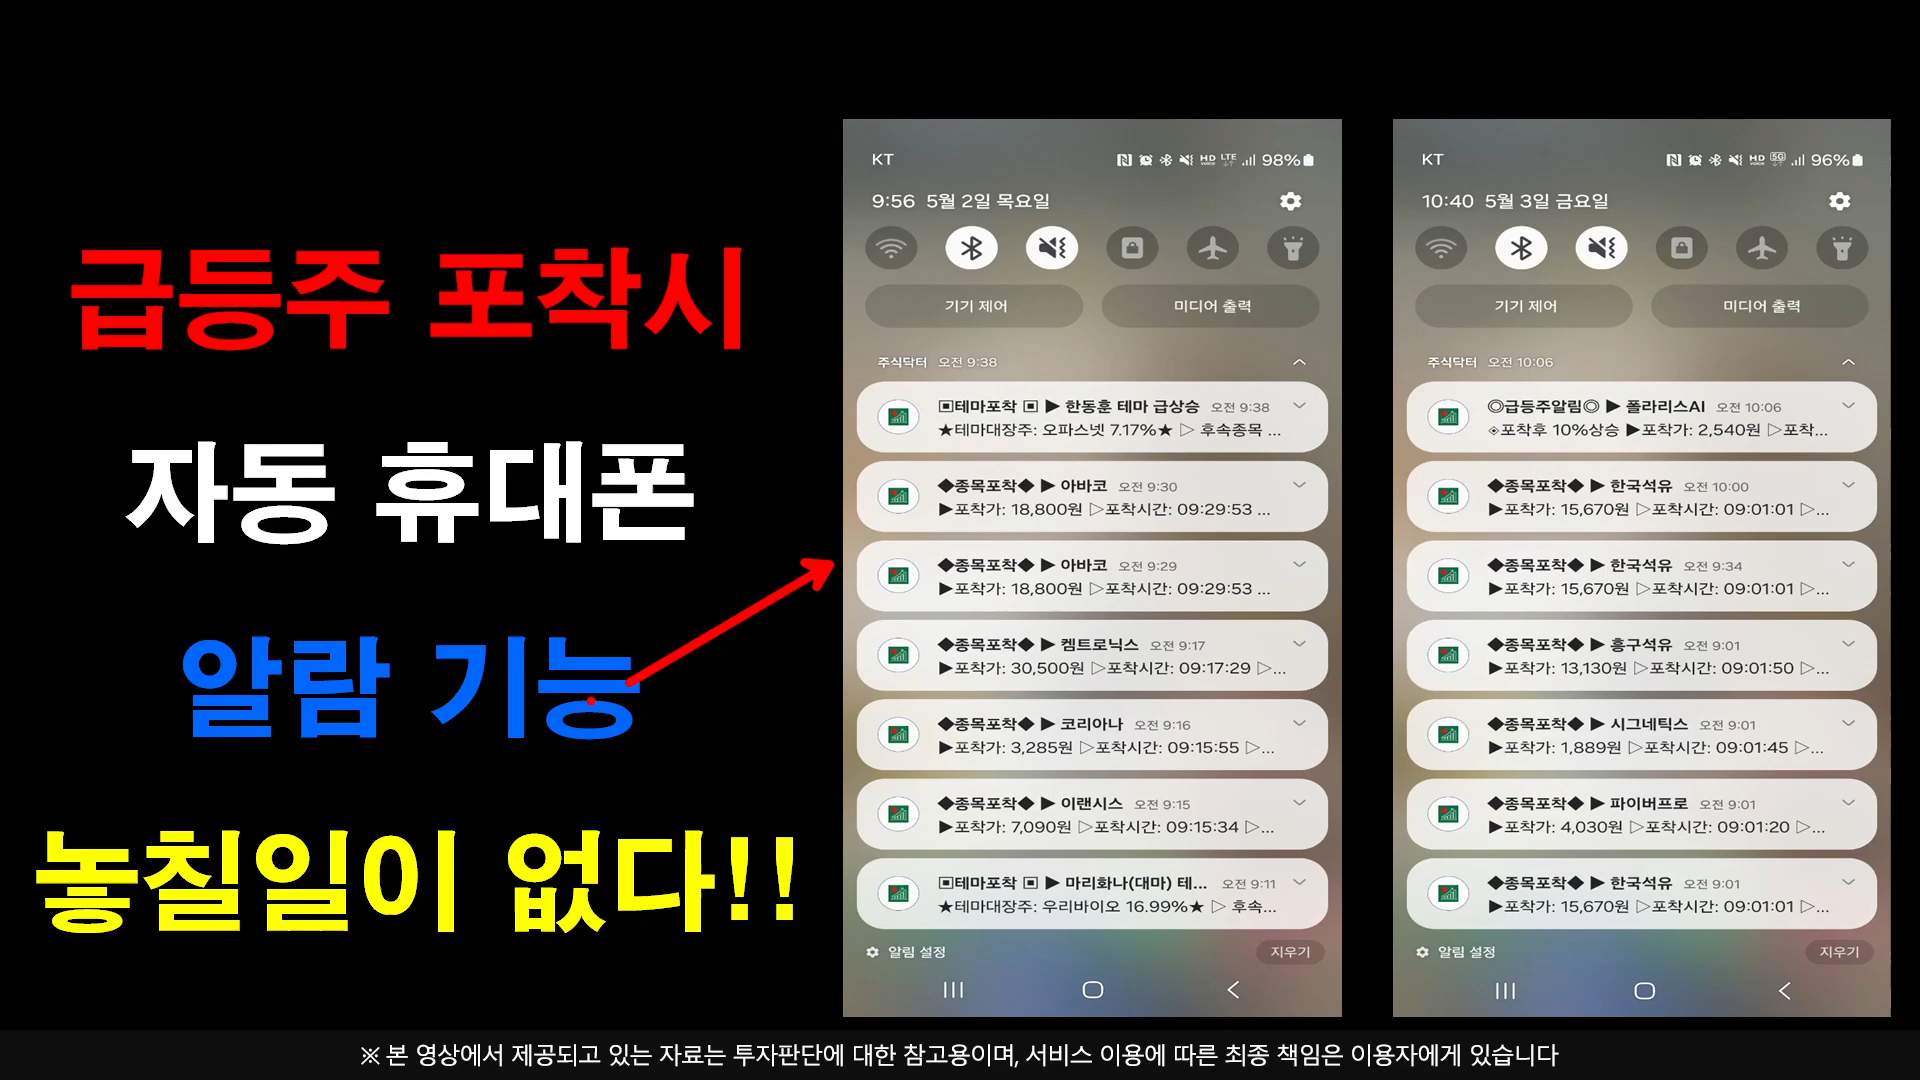 급등주 포착시
자동 휴대폰
알람 기능
놓칠일이 없다!!
KT
HD VOICE LTE 98%
9:56 5월 2일 목요일
기기 제어
미디어 출력
주식닥터 오전 9:38
▣테마포착 ▣ ▶ 한동훈 테마 급상승 오전 9:38
★테마대장주: 오파스넷 7.17%★ ▷ 후속종목 ...
◆종목포착◆ ▶ 아바코 오전 9:30
▶포착가: 18,800원 ▷포착시간: 09:29:53 ...
◆종목포착◆ ▶ 아바코 오전 9:29
▶포착가: 18,800원 ▷포착시간: 09:29:53 ...
◆종목포착◆ ▶ 켐트로닉스 오전 9:17
▶포착가: 30,500원 ▷포착시간: 09:17:29 ▷...
◆종목포착◆ ▶ 코리아나 오전 9:16
▶포착가: 3,285원 ▷포착시간: 09:15:55 ▷...
◆종목포착◆ ▶ 이랜시스 오전 9:15
▶포착가: 7,090원 ▷포착시간: 09:15:34 ▷...
▣테마포착 ▣ ▶ 마리화나(대마) 테... 오전 9:11
★테마대장주: 우리바이오 16.99%★ ▷ 후속...
알림 설정
지우기
KT
HD VOICE 5G 96%
10:40 5월 3일 금요일
기기 제어
미디어 출력
주식닥터 오전 10:06
◎급등주알림◎ ▶ 폴라리스AI 오전 10:06
◈포착후 10%상승 ▶포착가: 2,540원 ▷포착...
◆종목포착◆ ▶ 한국석유 오전 10:00
▶포착가: 15,670원 ▷포착시간: 09:01:01 ▷...
◆종목포착◆ ▶ 한국석유 오전 9:34
▶포착가: 15,670원 ▷포착시간: 09:01:01 ▷...
◆종목포착◆ ▶ 흥구석유 오전 9:01
▶포착가: 13,130원 ▷포착시간: 09:01:50 ▷...
◆종목포착◆ ▶ 시그네틱스 오전 9:01
▶포착가: 1,889원 ▷포착시간: 09:01:45 ▷...
◆종목포착◆ ▶ 파이버프로 오전 9:01
▶포착가: 4,030원 ▷포착시간: 09:01:20 ▷...
◆종목포착◆ ▶ 한국석유 오전 9:01
▶포착가: 15,670원 ▷포착시간: 09:01:01 ▷...
알림 설정
지우기
※ 본 영상에서 제공되고 있는 자료는 투자판단에 대한 참고용이며, 서비스 이용에 따른 최종 책임은 이용자에게 있습니다